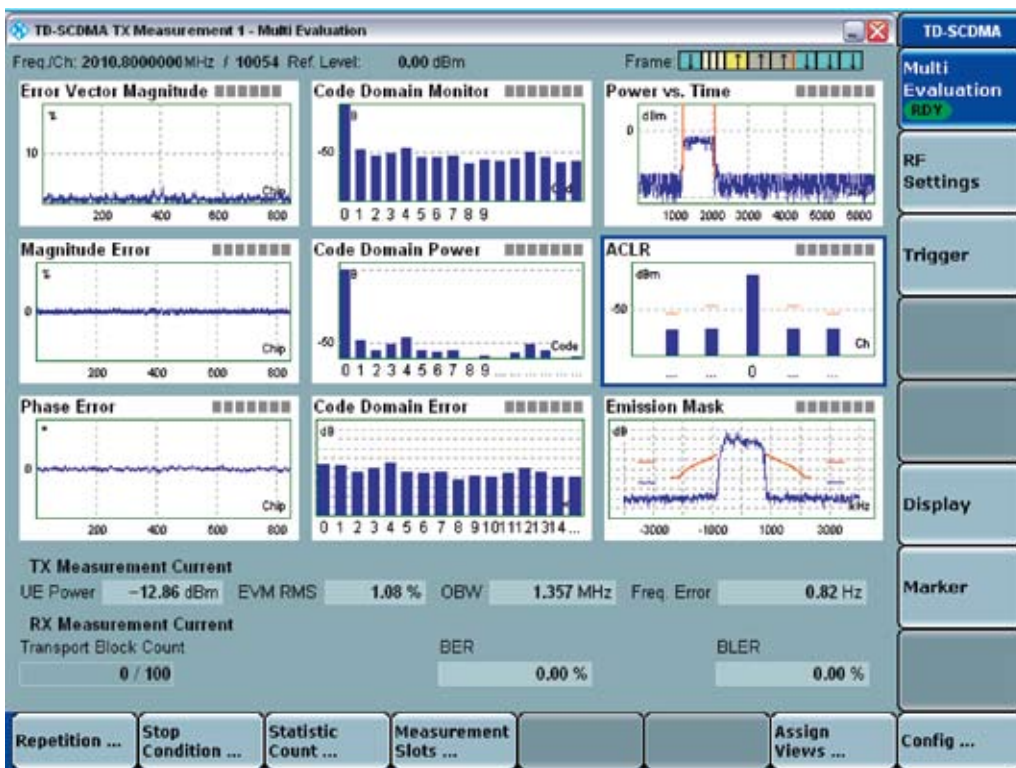 TD-SCDMA TX Measurement 1 - Multi Evaluation
TD-SCDMA
Freq./Ch: 2010.8000000 MHz / 10054 Ref. Level: 0.00 dBm Frame:
Multi
Evaluation
RDY
Error Vector Magnitude
%
10
Chip
200 400 600 800
Code Domain Monitor
-50
0 1 2 3 4 5 6 7 8 9
Power vs. Time
dBm
0
1000 2000 3000 4000 5000 6000
RF
Settings
Magnitude Error
%
0
Chip
200 400 600 800
Code Domain Power
-50
Code
0 1 2 3 4 5 6 7 8 9 ... ... ... ... ... ...
ACLR
dBm
-50
Ch
... ... 0 ... ...
Trigger
Phase Error
°
0
Chip
200 400 600 800
Code Domain Error
dB
0 1 2 3 4 5 6 7 8 9 10 11 12 13 14 ...
Emission Mask
dB
kHz
-3000 -1000 1000 3000
Display
TX Measurement Current
UE Power -12.86 dBm EVM RMS 1.08 % OBW 1.357 MHz Freq. Error 0.82 Hz
Marker
RX Measurement Current
Transport Block Count BER BLER
0 / 100 0.00 % 0.00 %
Repetition ...
Stop
Condition ...
Statistic
Count ...
Measurement
Slots ...
Assign
Views ...
Config ...